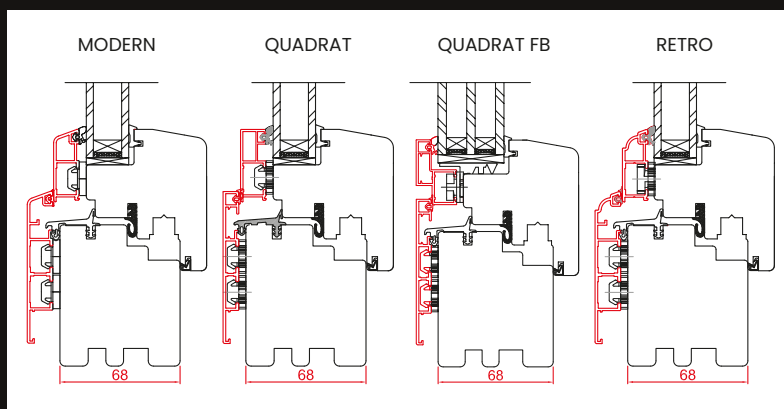 MODERN
QUADRAT
QUADRAT FB
RETRO
68
68
68
68